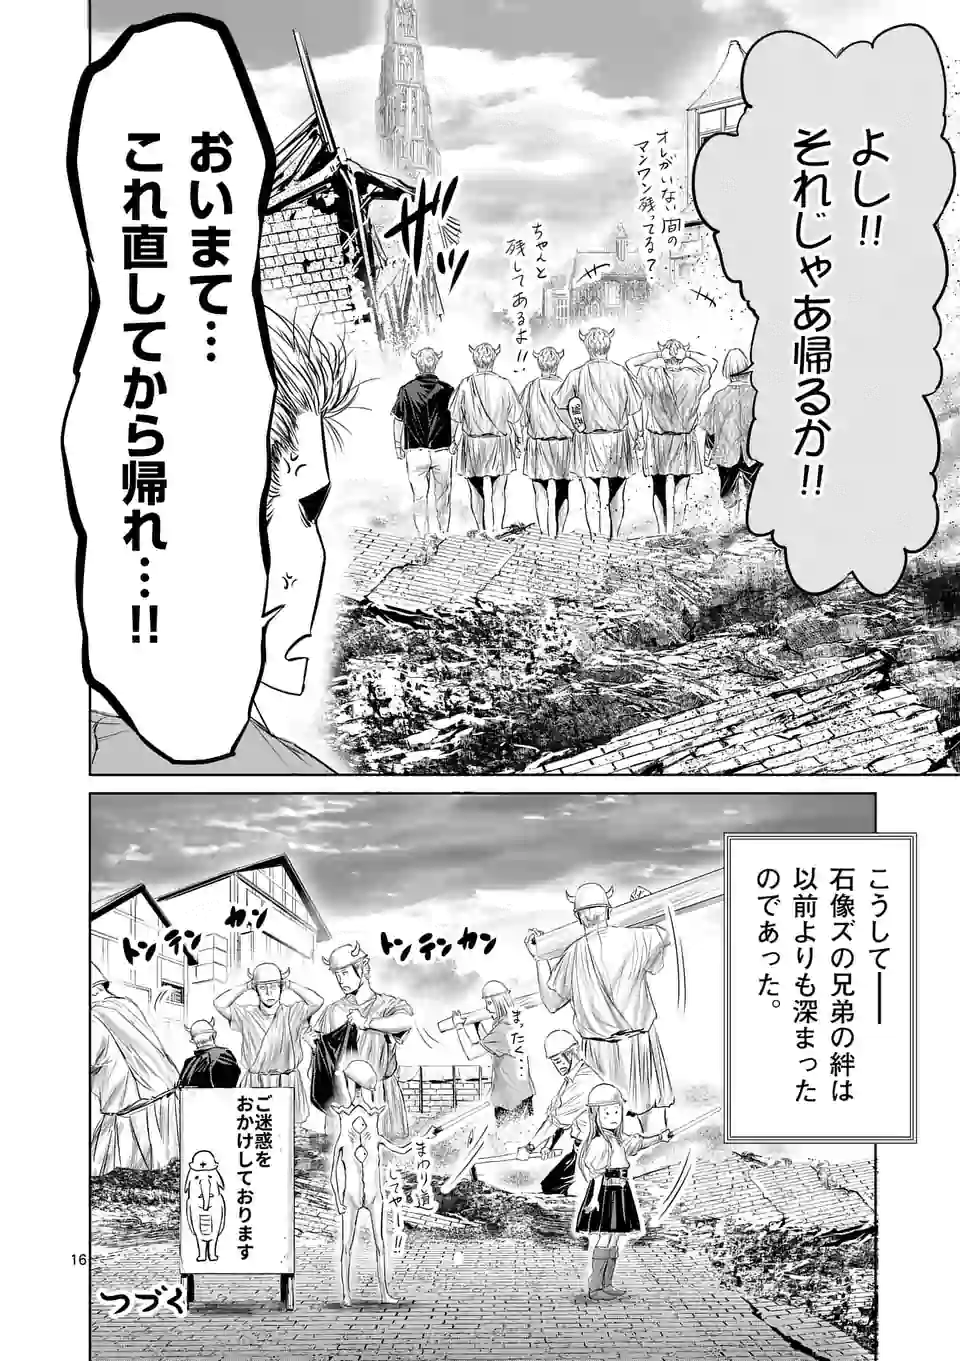 よし!!
それじゃあ帰るか!!
オレがいない間の
マンワン残ってる?
ちゃんと
残してあるよ!!
ザッ
ザッ
おいまて…
これ直してから帰れ…!!
こうして――
石像ズの兄弟の絆は
以前よりも深まった
のであった。
トンテンカン
トンテン
カン
まったく…
まわり道
してや―!!
ご迷惑を
おかけしております
つづく
16